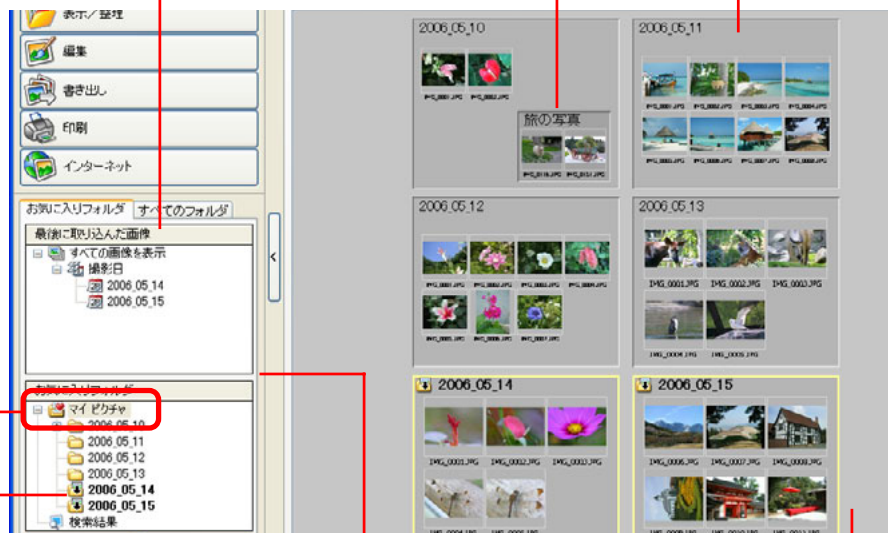 表示/整理
編集
書き出し
印刷
インターネット
お気に入りフォルダ すべてのフォルダ
最後に取り込んだ画像
すべての画像を表示
撮影日
2006_05_14
2006_05_15
お気に入りフォルダ
マイ ピクチャ
2006_05_10
2006_05_11
2006_05_12
2006_05_13
2006_05_14
2006_05_15
検索結果
2006_05_10
旅の写真
2006_05_11
2006_05_12
2006_05_13
IMG_0001.JPG IMG_0002.JPG IMG_0003.JPG
IMG_0004.JPG IMG_0005.JPG
2006_05_14
IMG_0001.JPG IMG_0002.JPG IMG_0003.JPG
2006_05_15
IMG_0006.JPG IMG_0007.JPG IMG_0008.JPG